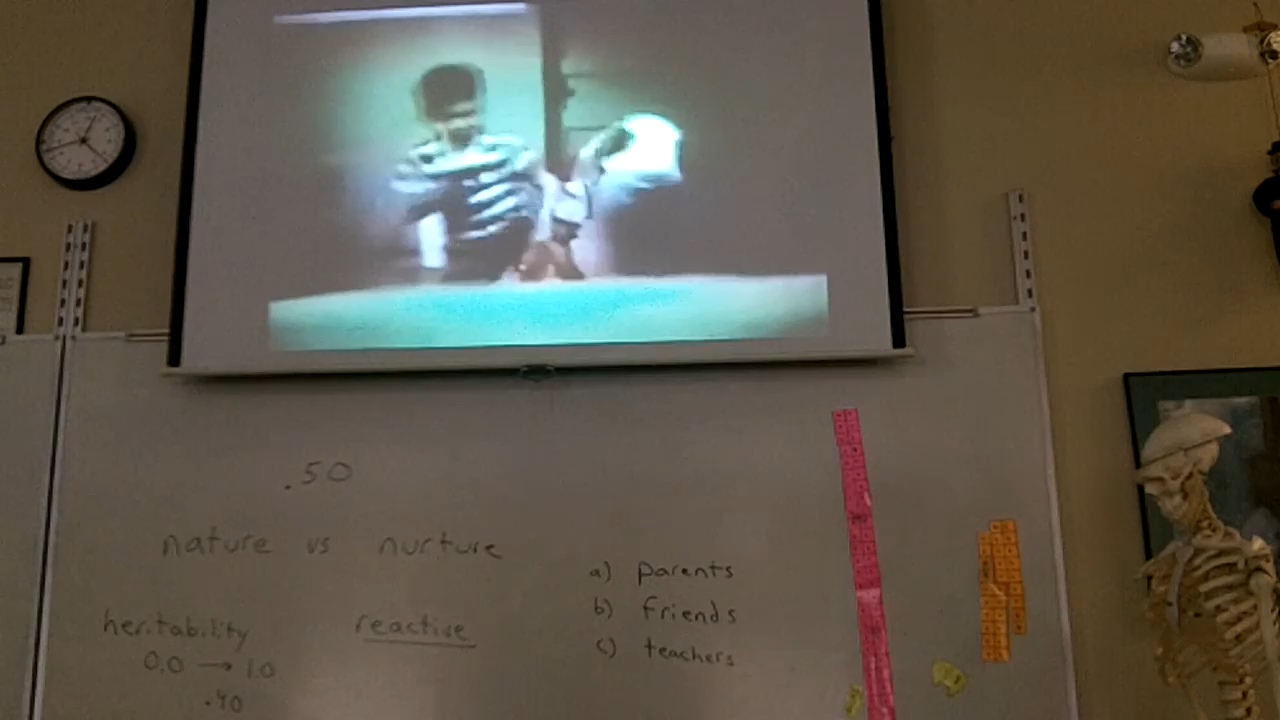 .50
nature vs nurture
heritability
0.0 → 1.0
.40
reactive
a) parents
b) friends
c) teachers